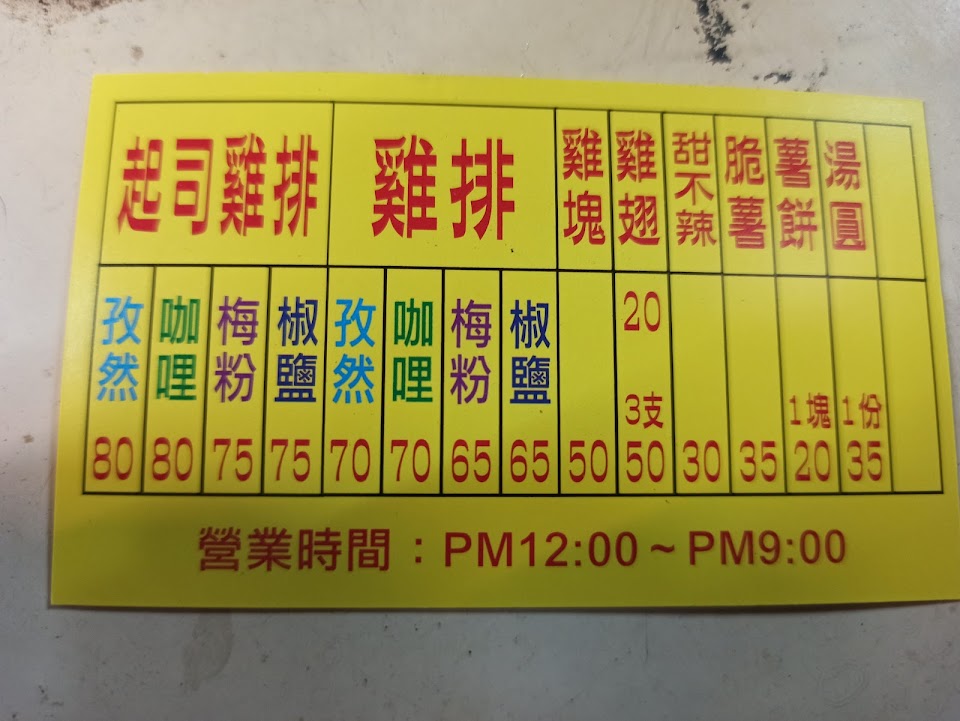 起司雞排 雞排 雞塊 雞翅 甜不辣 脆薯 薯餅 湯圓
孜然 咖哩 梅粉 椒鹽 孜然 咖哩 梅粉 椒鹽 20
3支 1塊 1份
80 80 75 75 70 70 65 65 50 50 30 35 20 35
營業時間：PM12:00～PM9:00